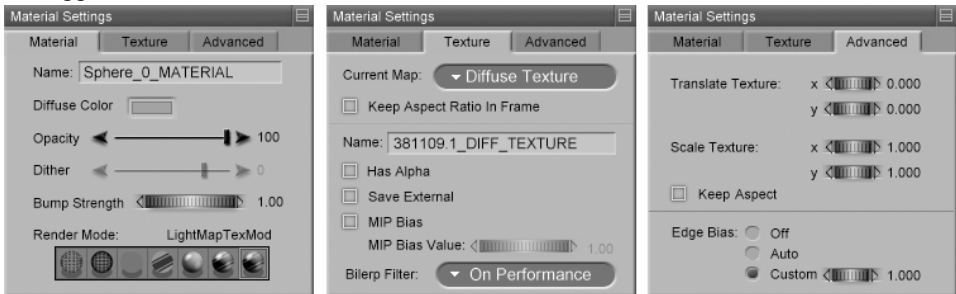 Material Settings
Material Texture Advanced
Name: Sphere_0_MATERIAL
Diffuse Color
Opacity 100
Dither 0
Bump Strength 1.00
Render Mode: LightMapTexMod
Material Settings
Material Texture Advanced
Current Map: Diffuse Texture
Keep Aspect Ratio In Frame
Name: 381109.1_DIFF_TEXTURE
Has Alpha
Save External
MIP Bias
MIP Bias Value: 1.00
Bilerp Filter: On Performance
Material Settings
Material Texture Advanced
Translate Texture: x 0.000
y 0.000
Scale Texture: x 1.000
y 1.000
Keep Aspect
Edge Bias: Off
Auto
Custom 1.000